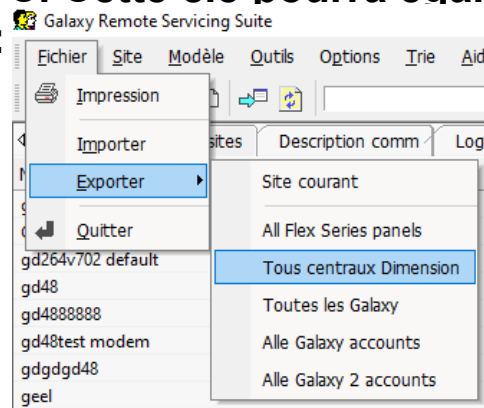 Galaxy Remote Servicing Suite
Fichier Site Modèle Outils Options Trie
Impression
Importer
Exporter
Quitter
sites Description comm
Site courant
All Flex Series panels
Tous centraux Dimension
Toutes les Galaxy
Alle Galaxy accounts
Alle Galaxy 2 accounts
gd264v702 default
gd48
gd4888888
gd48test modem
gdgdgd48
geel